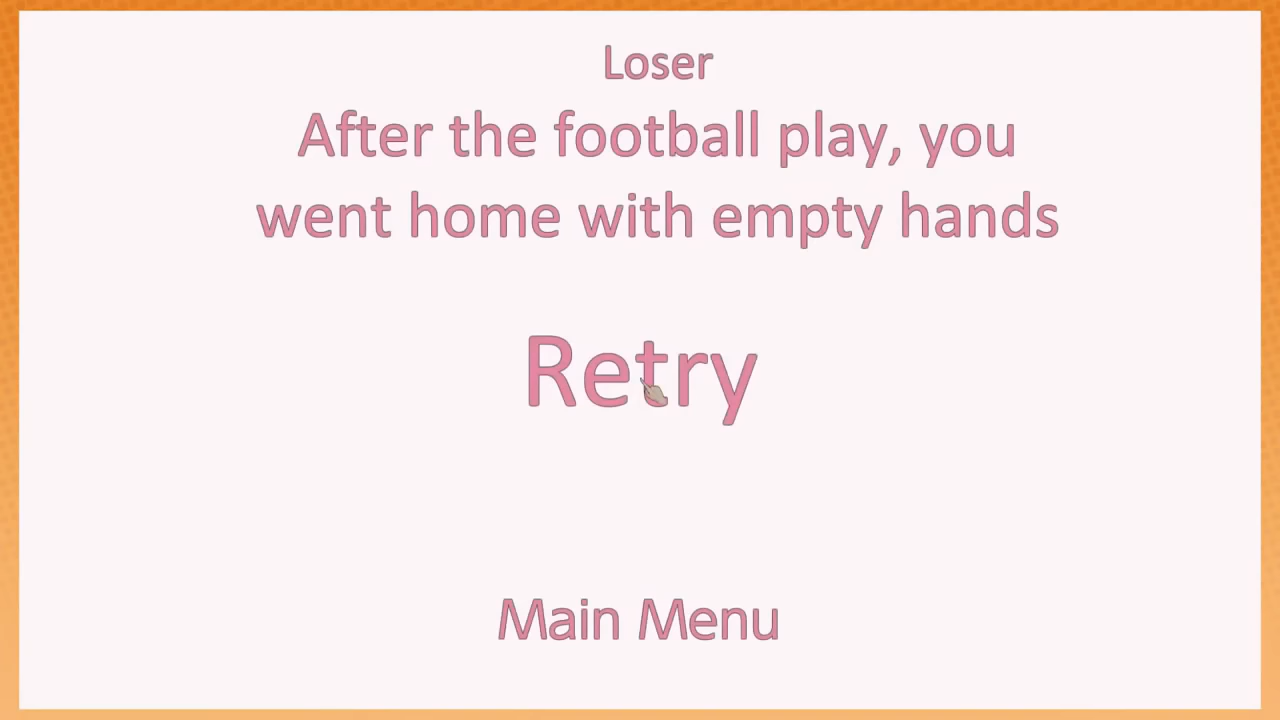 Loser
After the football play, you
went home with empty hands
Retry
Main Menu